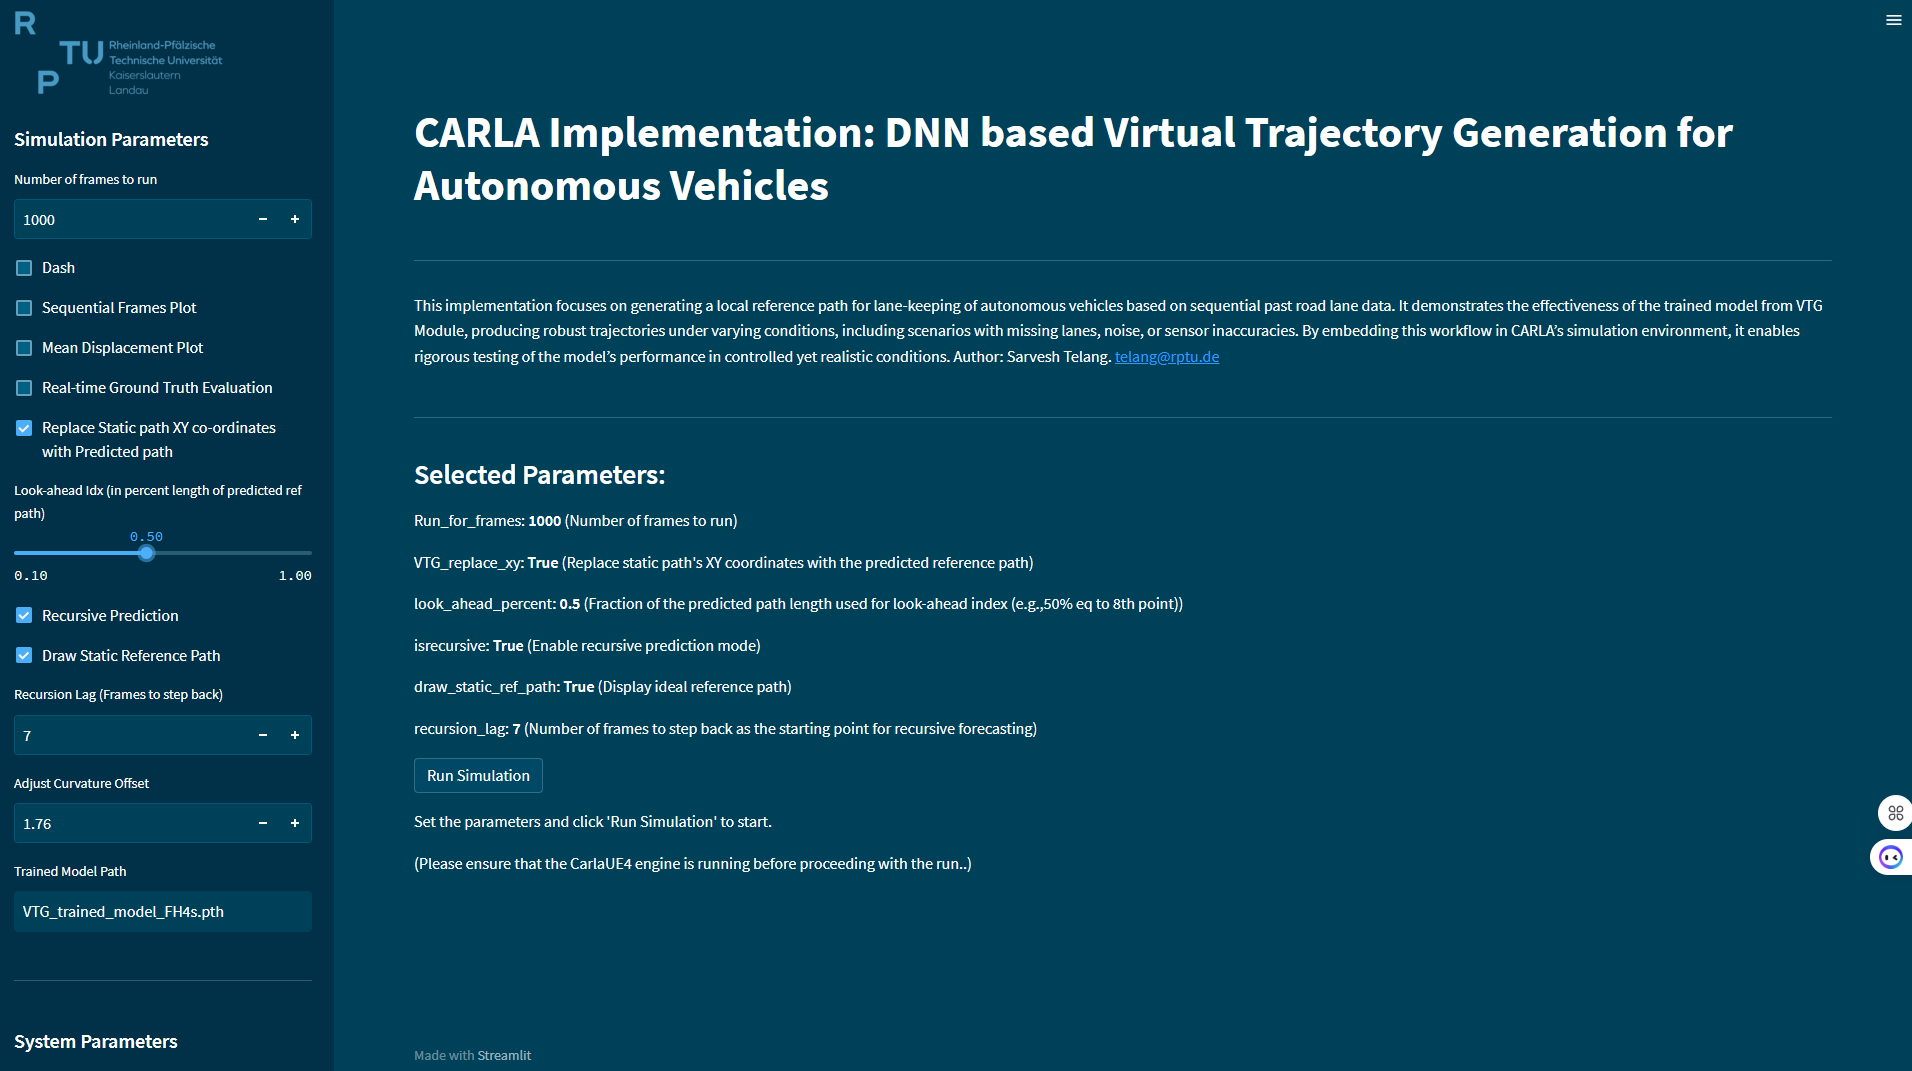 R
TU
P
Rheinland-Pfälzische
Technische Universität
Kaiserslautern
Landau
Simulation Parameters
Number of frames to run
1000
Dash
Sequential Frames Plot
Mean Displacement Plot
Real-time Ground Truth Evaluation
Replace Static path XY co-ordinates
with Predicted path
Look-ahead Idx (in percent length of predicted ref
path)
0.50
0.10 1.00
Recursive Prediction
Draw Static Reference Path
Recursion Lag (Frames to step back)
7
Adjust Curvature Offset
1.76
Trained Model Path
VTG_trained_model_FH4s.pth
System Parameters
CARLA Implementation: DNN based Virtual Trajectory Generation for
Autonomous Vehicles
This implementation focuses on generating a local reference path for lane-keeping of autonomous vehicles based on sequential past road lane data. It demonstrates the effectiveness of the trained model from VTG
Module, producing robust trajectories under varying conditions, including scenarios with missing lanes, noise, or sensor inaccuracies. By embedding this workflow in CARLA’s simulation environment, it enables
rigorous testing of the model’s performance in controlled yet realistic conditions. Author: Sarvesh Telang. telang@rptu.de
Selected Parameters:
Run_for_frames: 1000 (Number of frames to run)
VTG_replace_xy: True (Replace static path's XY coordinates with the predicted reference path)
look_ahead_percent: 0.5 (Fraction of the predicted path length used for look-ahead index (e.g.,50% eq to 8th point))
isrecursive: True (Enable recursive prediction mode)
draw_static_ref_path: True (Display ideal reference path)
recursion_lag: 7 (Number of frames to step back as the starting point for recursive forecasting)
Run Simulation
Set the parameters and click 'Run Simulation' to start.
(Please ensure that the CarlaUE4 engine is running before proceeding with the run..)
Made with Streamlit